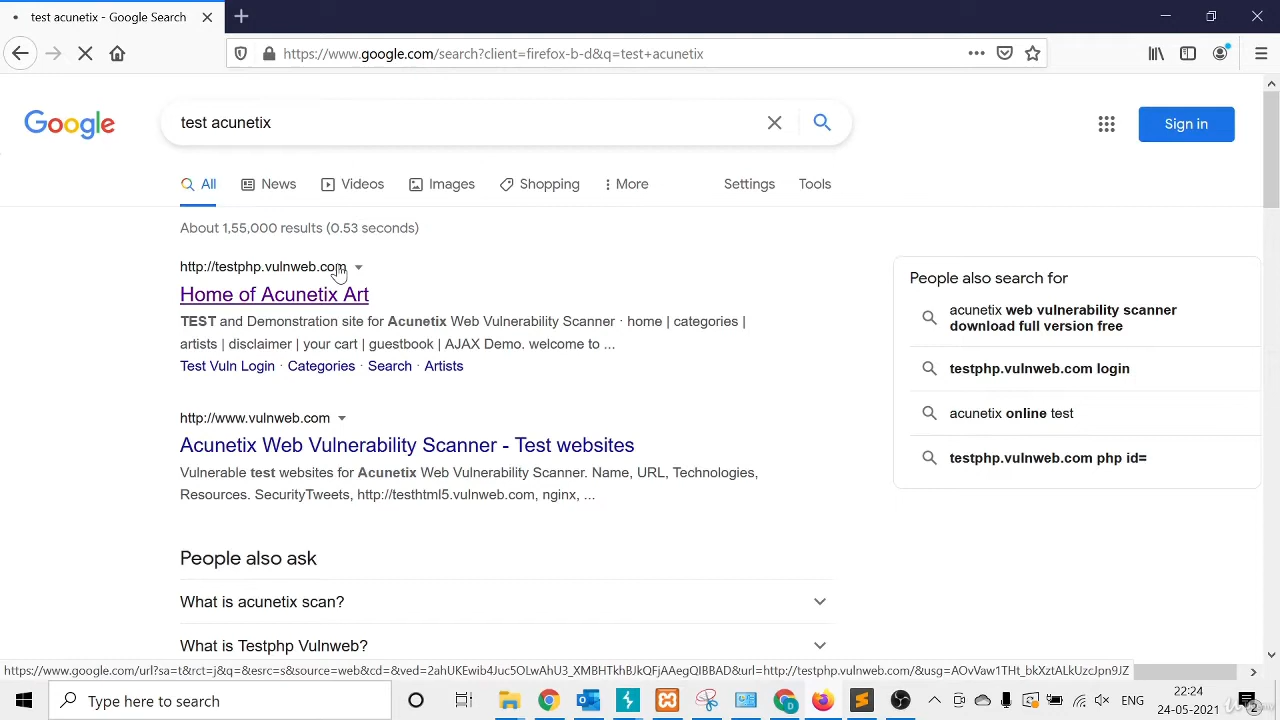 test acunetix - Google Search
https://www.google.com/search?client=firefox-b-d&q=test+acunetix
Google
test acunetix
Sign in
All
News
Videos
Images
Shopping
More
Settings
Tools
About 1,55,000 results (0.53 seconds)
http://testphp.vulnweb.com
Home of Acunetix Art
TEST and Demonstration site for Acunetix Web Vulnerability Scanner · home | categories |
artists | disclaimer | your cart | guestbook | AJAX Demo. welcome to ...
Test Vuln Login · Categories · Search · Artists
http://www.vulnweb.com
Acunetix Web Vulnerability Scanner - Test websites
Vulnerable test websites for Acunetix Web Vulnerability Scanner. Name, URL, Technologies,
Resources. SecurityTweets, http://testhtml5.vulnweb.com, nginx, ...
People also ask
What is acunetix scan?
What is Testphp Vulnweb?
People also search for
acunetix web vulnerability scanner
download full version free
testphp.vulnweb.com login
acunetix online test
testphp.vulnweb.com php id=
https://www.google.com/url?sa=t&rct=j&q=&esrc=s&source=web&cd=&ved=2ahUKEwib4Juc5OLwAhU3_XMBHTkhBJkQFjAAegQIBBAD&url=http://testphp.vulnweb.com/&usg=AOvVaw1THt_bkXztALkUzcJpn9JZ
Type here to search
ENG
22:24
24-05-2021